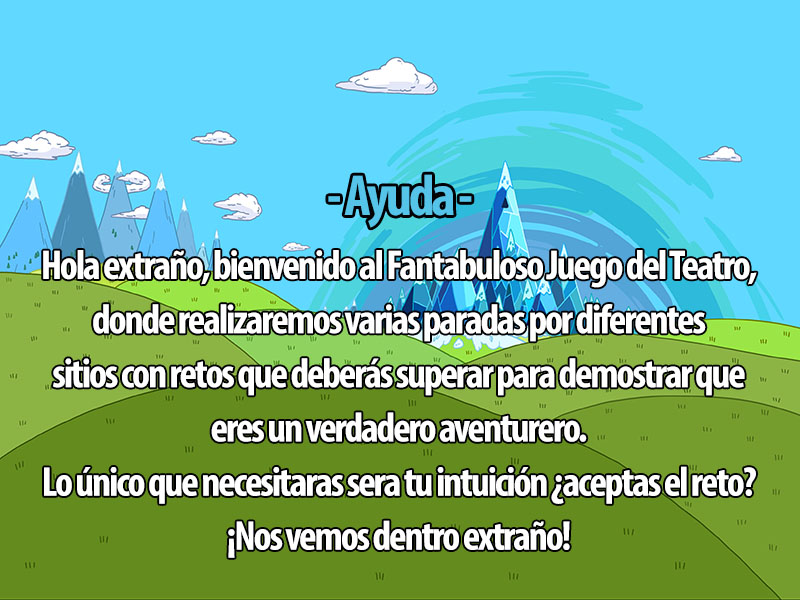 - Ayuda -
Hola extraño, bienvenido al Fantabuloso Juego del Teatro,
donde realizaremos varias paradas por diferentes
sitios con retos que deberás superar para demostrar que
eres un verdadero aventurero.
Lo único que necesitaras sera tu intuición ¿aceptas el reto?
¡Nos vemos dentro extraño!